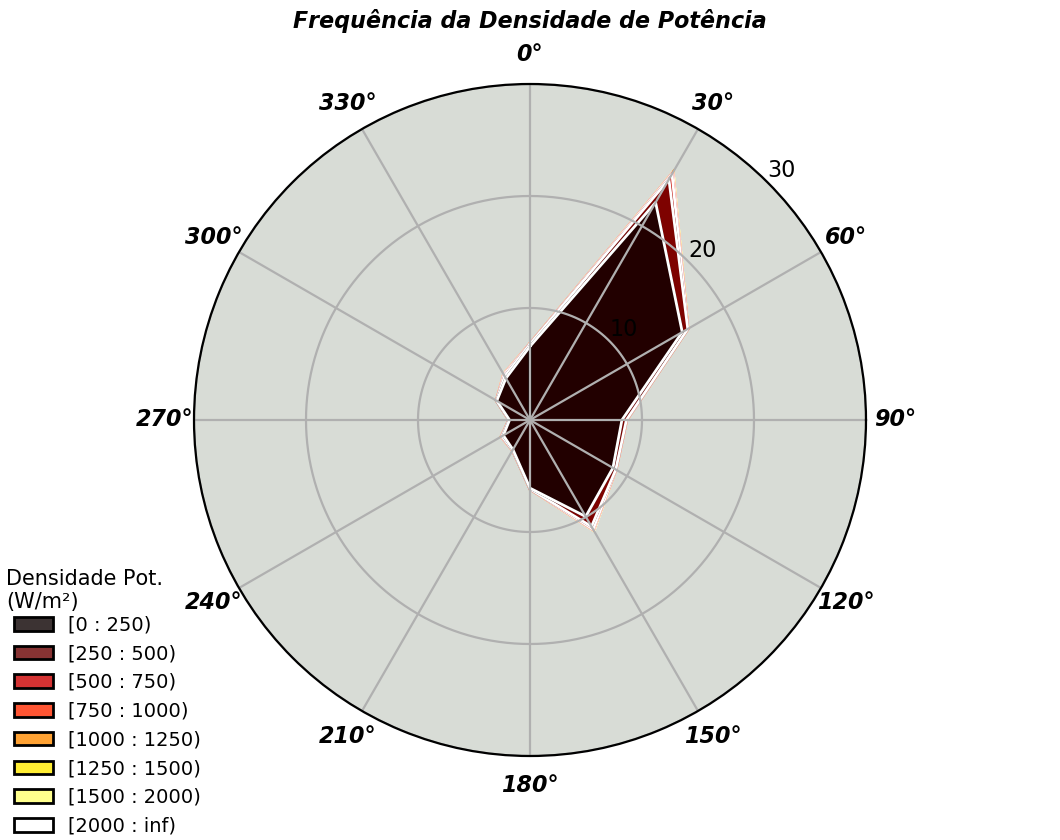 Frequência da Densidade de Potência
0°
330°
30°
30
300°
60°
20
10
270°
90°
240°
120°
210°
150°
180°
Densidade Pot.
(W/m²)
[0 : 250)
[250 : 500)
[500 : 750)
[750 : 1000)
[1000 : 1250)
[1250 : 1500)
[1500 : 2000)
[2000 : inf)